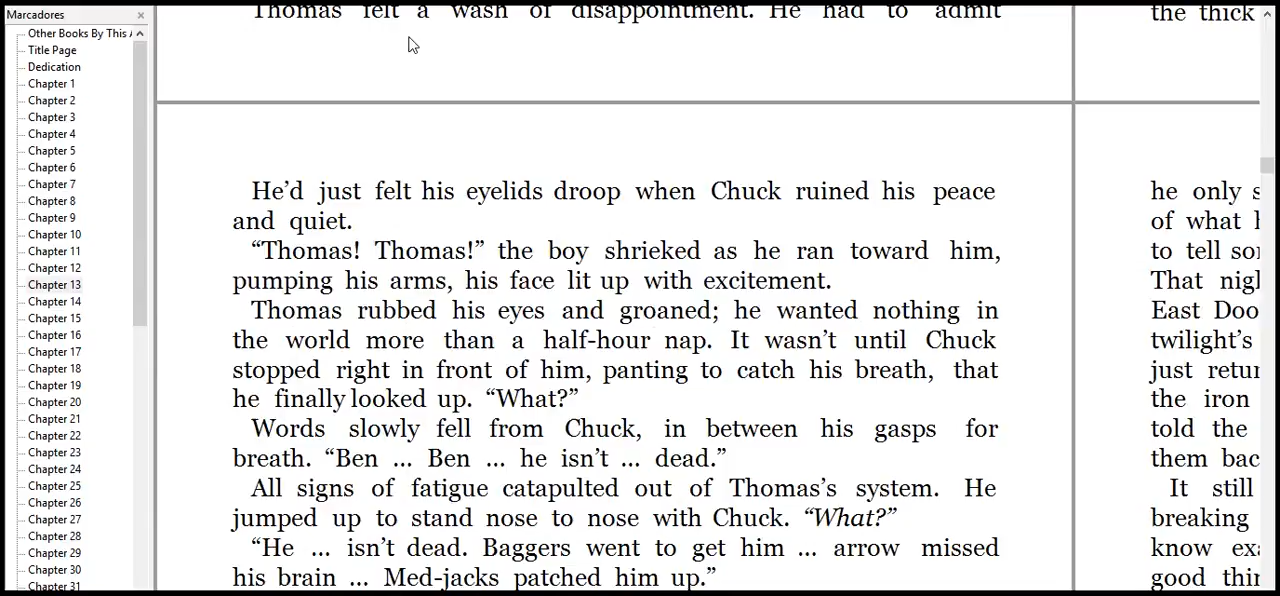 Marcadores
Other Books By This A
Title Page
Dedication
Chapter 1
Chapter 2
Chapter 3
Chapter 4
Chapter 5
Chapter 6
Chapter 7
Chapter 8
Chapter 9
Chapter 10
Chapter 11
Chapter 12
Chapter 13
Chapter 14
Chapter 15
Chapter 16
Chapter 17
Chapter 18
Chapter 19
Chapter 20
Chapter 21
Chapter 22
Chapter 23
Chapter 24
Chapter 25
Chapter 26
Chapter 27
Chapter 28
Chapter 29
Chapter 30
Chapter 31
Thomas felt a wash of disappointment. He had to admit
He’d just felt his eyelids droop when Chuck ruined his peace
and quiet.
“Thomas! Thomas!” the boy shrieked as he ran toward him,
pumping his arms, his face lit up with excitement.
Thomas rubbed his eyes and groaned; he wanted nothing in
the world more than a half-hour nap. It wasn’t until Chuck
stopped right in front of him, panting to catch his breath, that
he finally looked up. “What?”
Words slowly fell from Chuck, in between his gasps for
breath. “Ben ... Ben ... he isn’t ... dead.”
All signs of fatigue catapulted out of Thomas’s system. He
jumped up to stand nose to nose with Chuck. “What?”
“He ... isn’t dead. Baggers went to get him ... arrow missed
his brain ... Med-jacks patched him up.”
the thick
he only s
of what
to tell so
That nig
East Doo
twilight’s
just retu
the iron
told the
them bac
It still
breaking
know ex
good thi